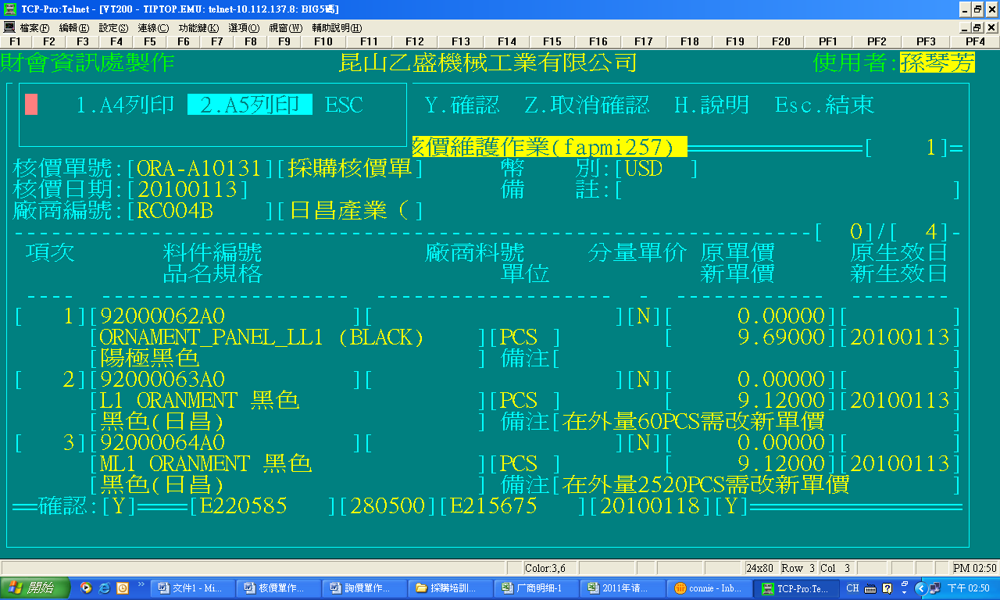 TCP-Pro:Telnet - [VT200 - TIPTOP.EMU: telnet-10.112.137.8: BIG5碼]
檔案(F) 編輯(E) 設定(S) 連線(C) 功能鍵(K) 選項(O) 視窗(W) 輔助說明(H)
F1 F2 F3 F4 F5 F6 F7 F8 F9 F10 F11 F12 F13 F14 F15 F16 F17 F18 F19 F20 PF1 PF2 PF3 PF4
財會資訊處製作 昆山乙盛機械工業有限公司 使用者:孫琴芳
1.A4列印 2.A5列印 ESC Y.確認 Z.取消確認 H.說明 Esc.結束
核價維護作業(fapmi257) ══════════════[ 1]═
核價單號:[ORA-A10131][採購核價單] 幣 別:[USD ]
核價日期:[20100113] 備 註:[ ]
廠商編號:[RC004B ][日昌產業（ ]
----------------------------------------------------------------[ 0]/[ 4]-
項次 料件編號 廠商料號 分量單价 原單價 原生效日
品名規格 單位 新單價 新生效日
---- -------------------- ------------------- - ------------ --------
[ 1][92000062A0 ][ ][N][ 0.00000][ ]
[ORNAMENT_PANEL_LL1 (BLACK) ][PCS ] [ 9.69000][20100113]
[陽極黑色 ] 備注[ ]
[ 2][92000063A0 ][ ][N][ 0.00000][ ]
[L1 ORANMENT 黑色 ][PCS ] [ 9.12000][20100113]
[黑色(日昌) ] 備注[在外量60PCS需改新單價 ]
[ 3][92000064A0 ][ ][N][ 0.00000][ ]
[ML1 ORANMENT 黑色 ][PCS ] [ 9.12000][20100113]
[黑色(日昌) ] 備注[在外量2520PCS需改新單價 ]
══確認:[Y]════[E220585 ][280500][E215675 ][20100118][Y]═════════════════
Color:3,6 24x80 Row 3 Col 3 PM 02:50
開始 文件1 - Mi... 核價單作... 詢價單作... 採購培訓... 厂商明细-1 2011年请... connie - Inb... TCP-Pro:Te... CH 下午 02:50